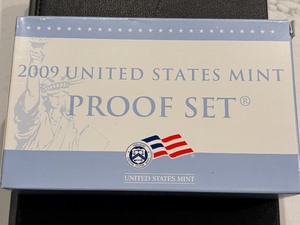 2009 UNITED STATES MINT
PROOF SET®
UNITED STATES MINT